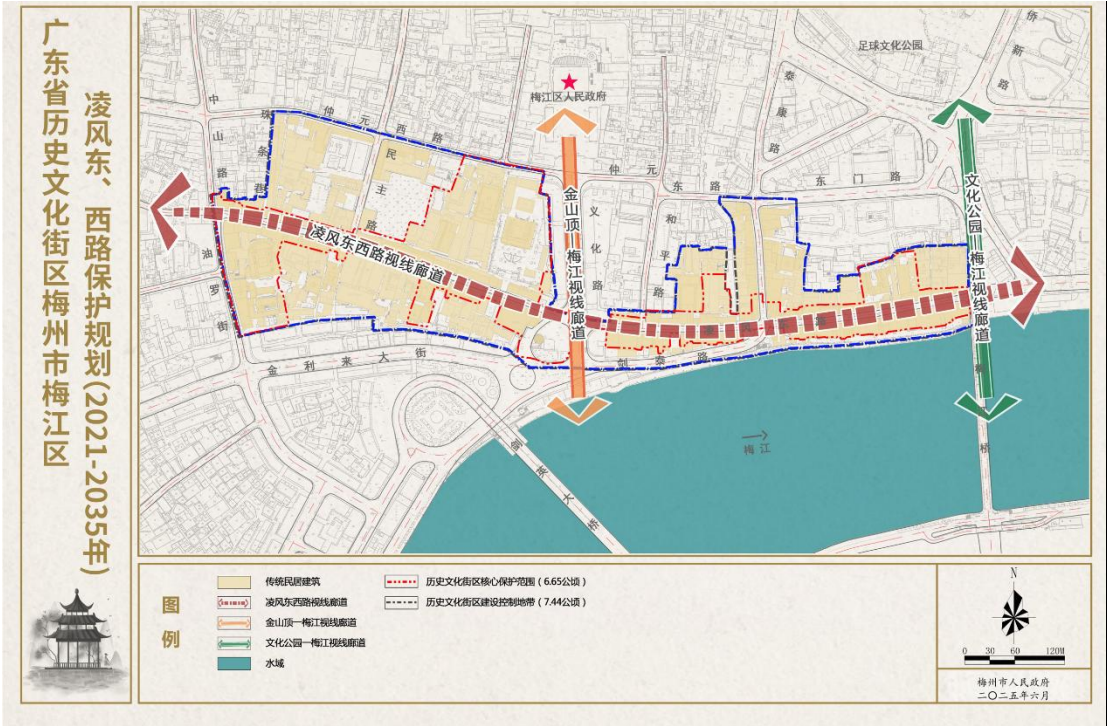 广东省历史文化街区梅州市梅江区
凌风东、西路保护规划(2021-2035年)
足球文化公园
侨新路
泰康路
梅江区人民政府
中山路
珠条巷
仲元西路
民主路
仲元东路
东门路
义化路
和平路
油罗街
金利来大街
剑泰路
剑英大桥
桥
梅江
凌风东西路视线廊道
金山顶—梅江视线廊道
文化公园—梅江视线廊道
图例
传统民居建筑
凌风东西路视线廊道
金山顶—梅江视线廊道
文化公园—梅江视线廊道
水域
历史文化街区核心保护范围（6.65公顷）
历史文化街区建设控制地带（7.44公顷）
N
0 30 60 120M
梅州市人民政府
二〇二五年六月